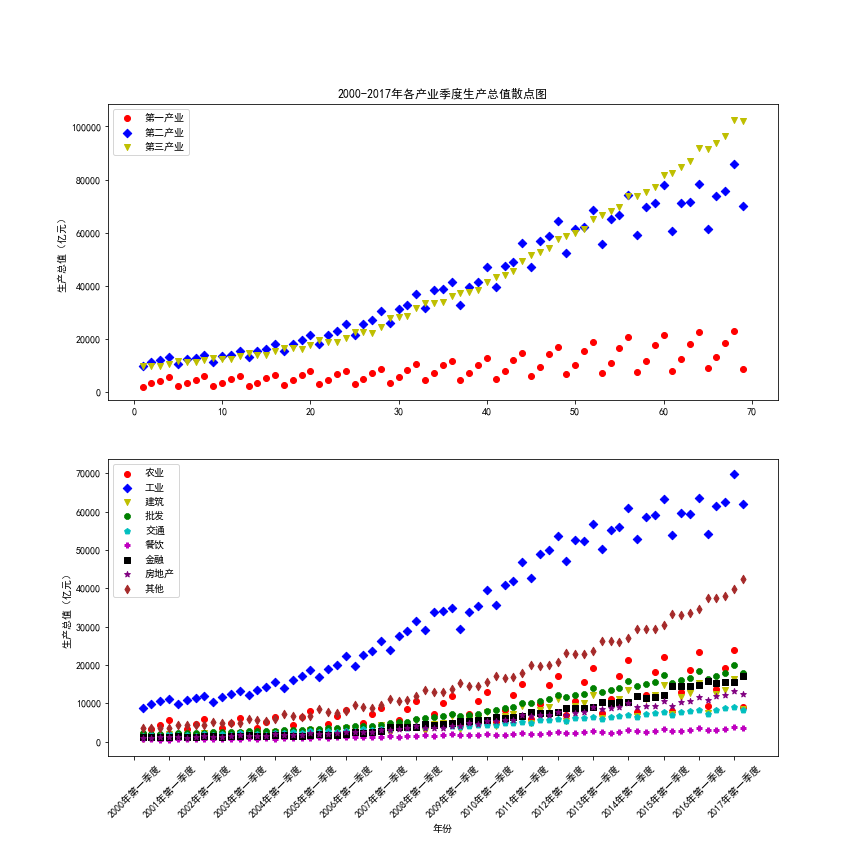 2000-2017年各产业季度生产总值散点图
第一产业
第二产业
第三产业
生产总值（亿元）
100000
80000
60000
40000
20000
0
0 10 20 30 40 50 60 70
农业
工业
建筑
批发
交通
餐饮
金融
房地产
其他
生产总值（亿元）
70000
60000
50000
40000
30000
20000
10000
0
2000年第一季度
2001年第一季度
2002年第一季度
2003年第一季度
2004年第一季度
2005年第一季度
2006年第一季度
2007年第一季度
2008年第一季度
2009年第一季度
2010年第一季度
2011年第一季度
2012年第一季度
2013年第一季度
2014年第一季度
2015年第一季度
2016年第一季度
2017年第一季度
年份